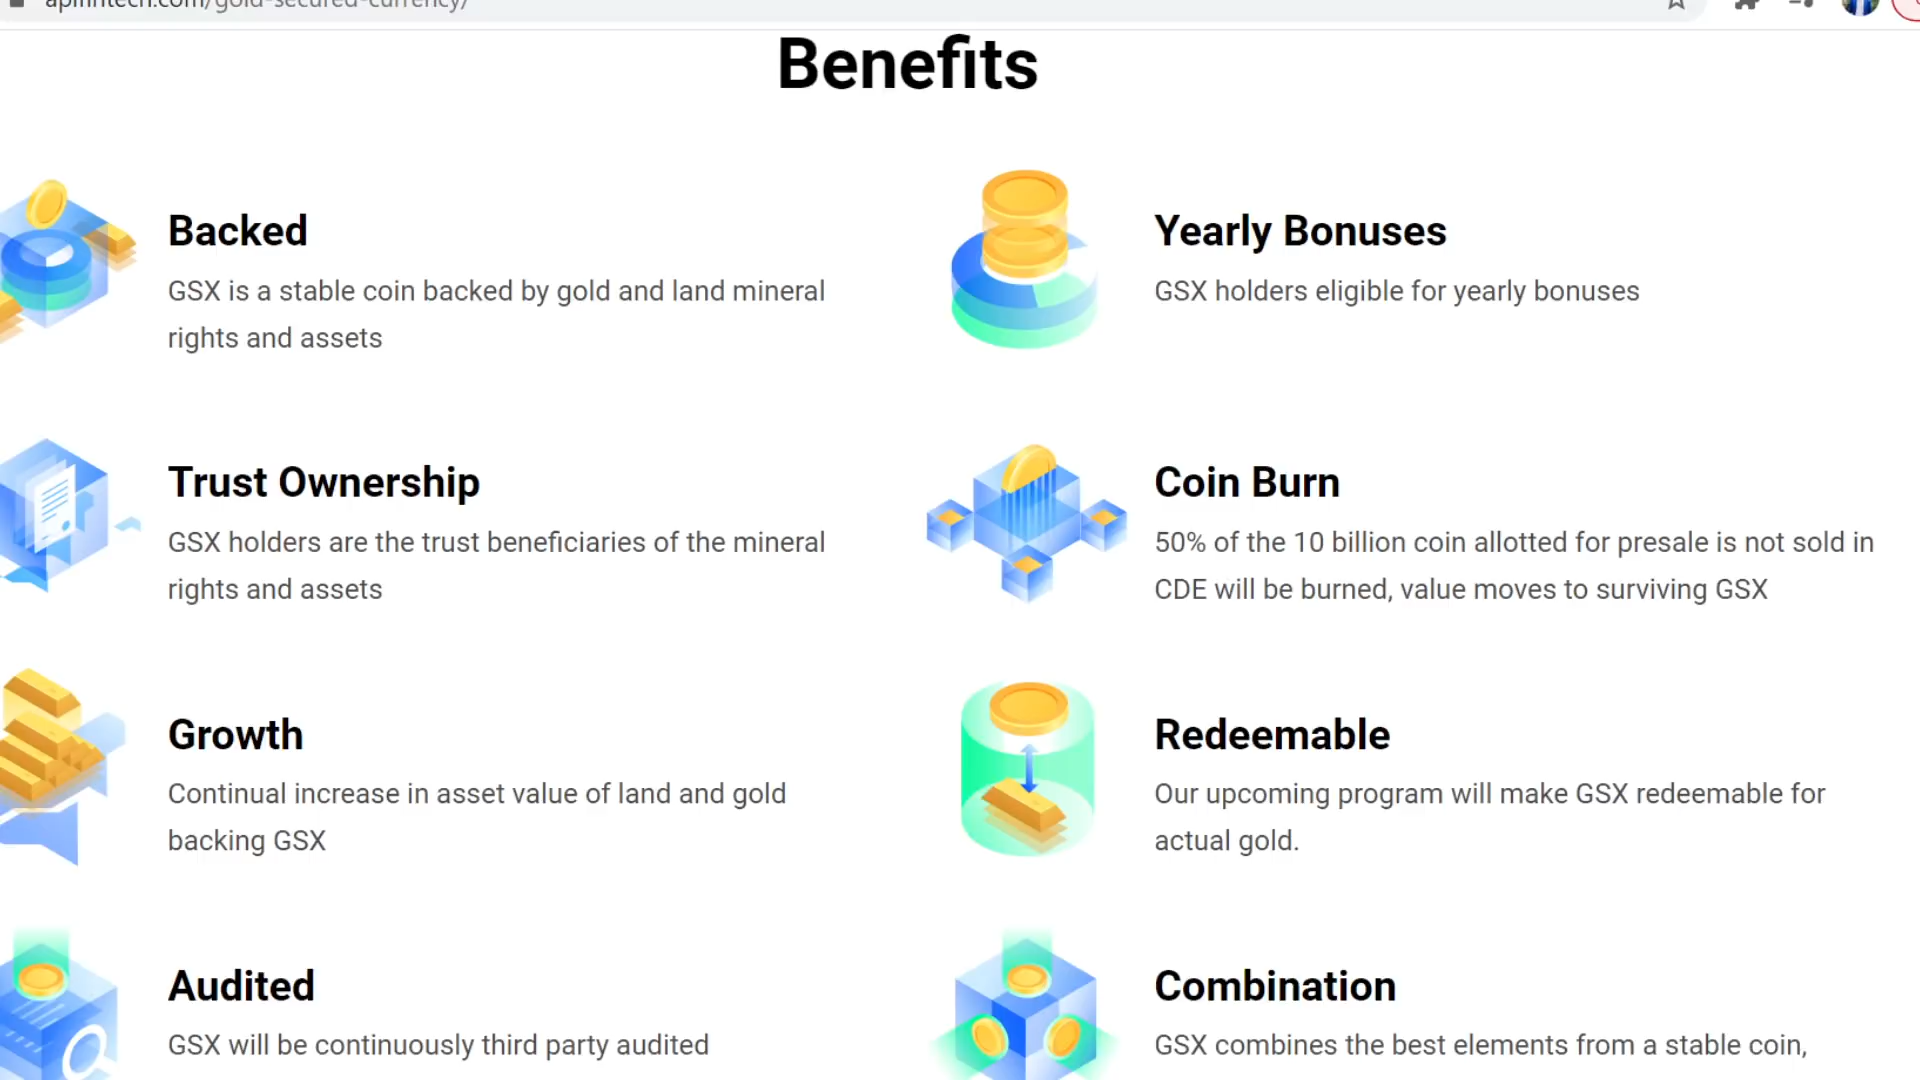 apifintech.com/gold-secured-currency/
Benefits
Backed
GSX is a stable coin backed by gold and land mineral
rights and assets
Yearly Bonuses
GSX holders eligible for yearly bonuses
Trust Ownership
GSX holders are the trust beneficiaries of the mineral
rights and assets
Coin Burn
50% of the 10 billion coin allotted for presale is not sold in
CDE will be burned, value moves to surviving GSX
Growth
Continual increase in asset value of land and gold
backing GSX
Redeemable
Our upcoming program will make GSX redeemable for
actual gold.
Audited
GSX will be continuously third party audited
Combination
GSX combines the best elements from a stable coin,